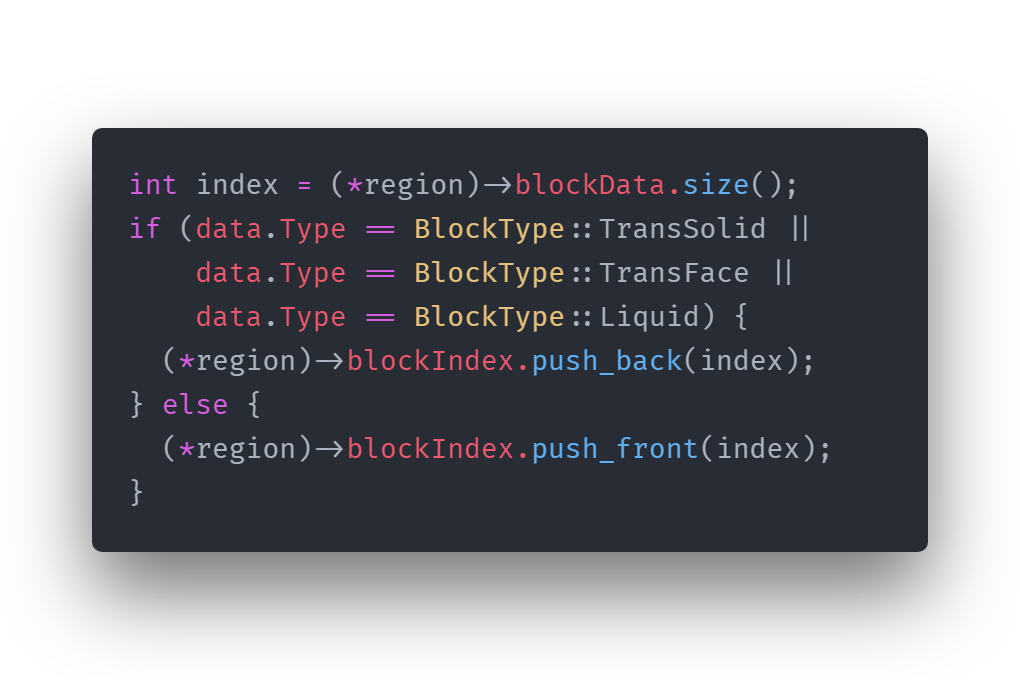 int index = (*region)->blockData.size();
if (data.Type == BlockType::TransSolid ||
    data.Type == BlockType::TransFace ||
    data.Type == BlockType::Liquid) {
  (*region)->blockIndex.push_back(index);
} else {
  (*region)->blockIndex.push_front(index);
}